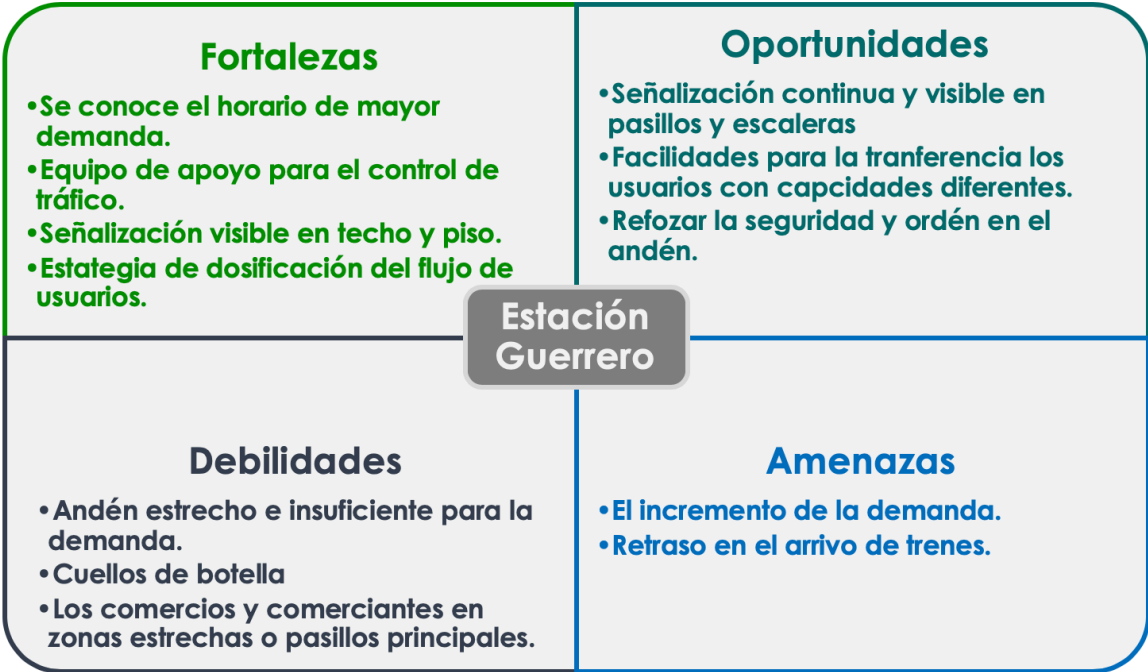 Fortalezas
•Se conoce el horario de mayor
demanda.
•Equipo de apoyo para el control de
tráfico.
•Señalización visible en techo y piso.
•Estategia de dosificación del flujo de
usuarios.
Oportunidades
•Señalización continua y visible en
pasillos y escaleras
•Facilidades para la tranferencia los
usuarios con capcidades diferentes.
•Refozar la seguridad y ordén en el
andén.
Estación
Guerrero
Debilidades
•Andén estrecho e insuficiente para la
demanda.
•Cuellos de botella
•Los comercios y comerciantes en
zonas estrechas o pasillos principales.
Amenazas
•El incremento de la demanda.
•Retraso en el arrivo de trenes.